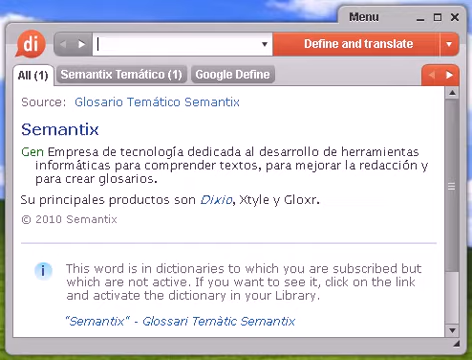 Menu
di
Define and translate
All (1) Semantix Temático (1) Google Define
Source: Glosario Temático Semantix
Semantix
Gen Empresa de tecnología dedicada al desarrollo de herramientas
informáticas para comprender textos, para mejorar la redacción y
para crear glosarios.
Su principales producto son Dixio, Xtyle y Gloxr.
© 2010 Semantix
This word is in dictionaries to which you are subscribed but
which are not active. If you want to see it, click on the link
and activate the dictionary in your Library.
"Semantix" - Glossari Temàtic Semantix